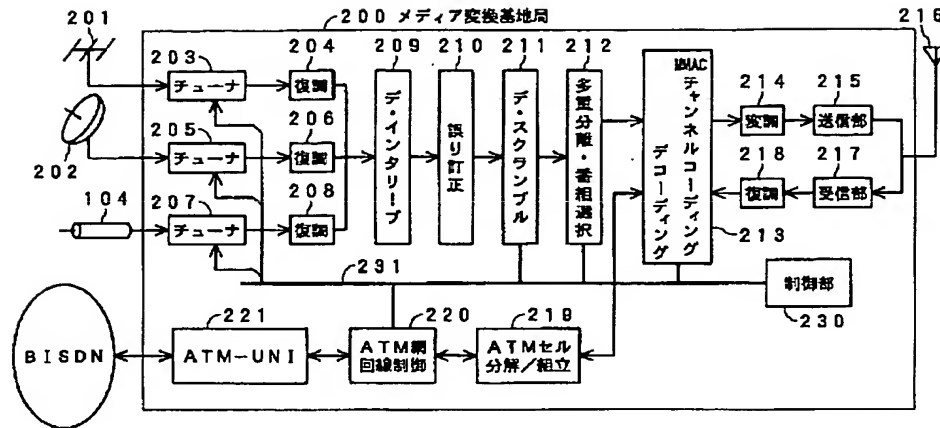 200 メディア変換基地局
201
203
204
209
210
211
212
216
チューナ
復調
デ・インタリーブ
誤り訂正
デ・スクランブル
多重分離・番組選択
MMAC
チャンネルコーディング
デコーディング
214
変調
215
送信部
205
206
チューナ
復調
202
218
復調
217
受信部
104
207
208
チューナ
復調
213
231
制御部
230
221
220
219
BISDN
ATM-UNI
ATM網
回線制御
ATMセル
分解/組立